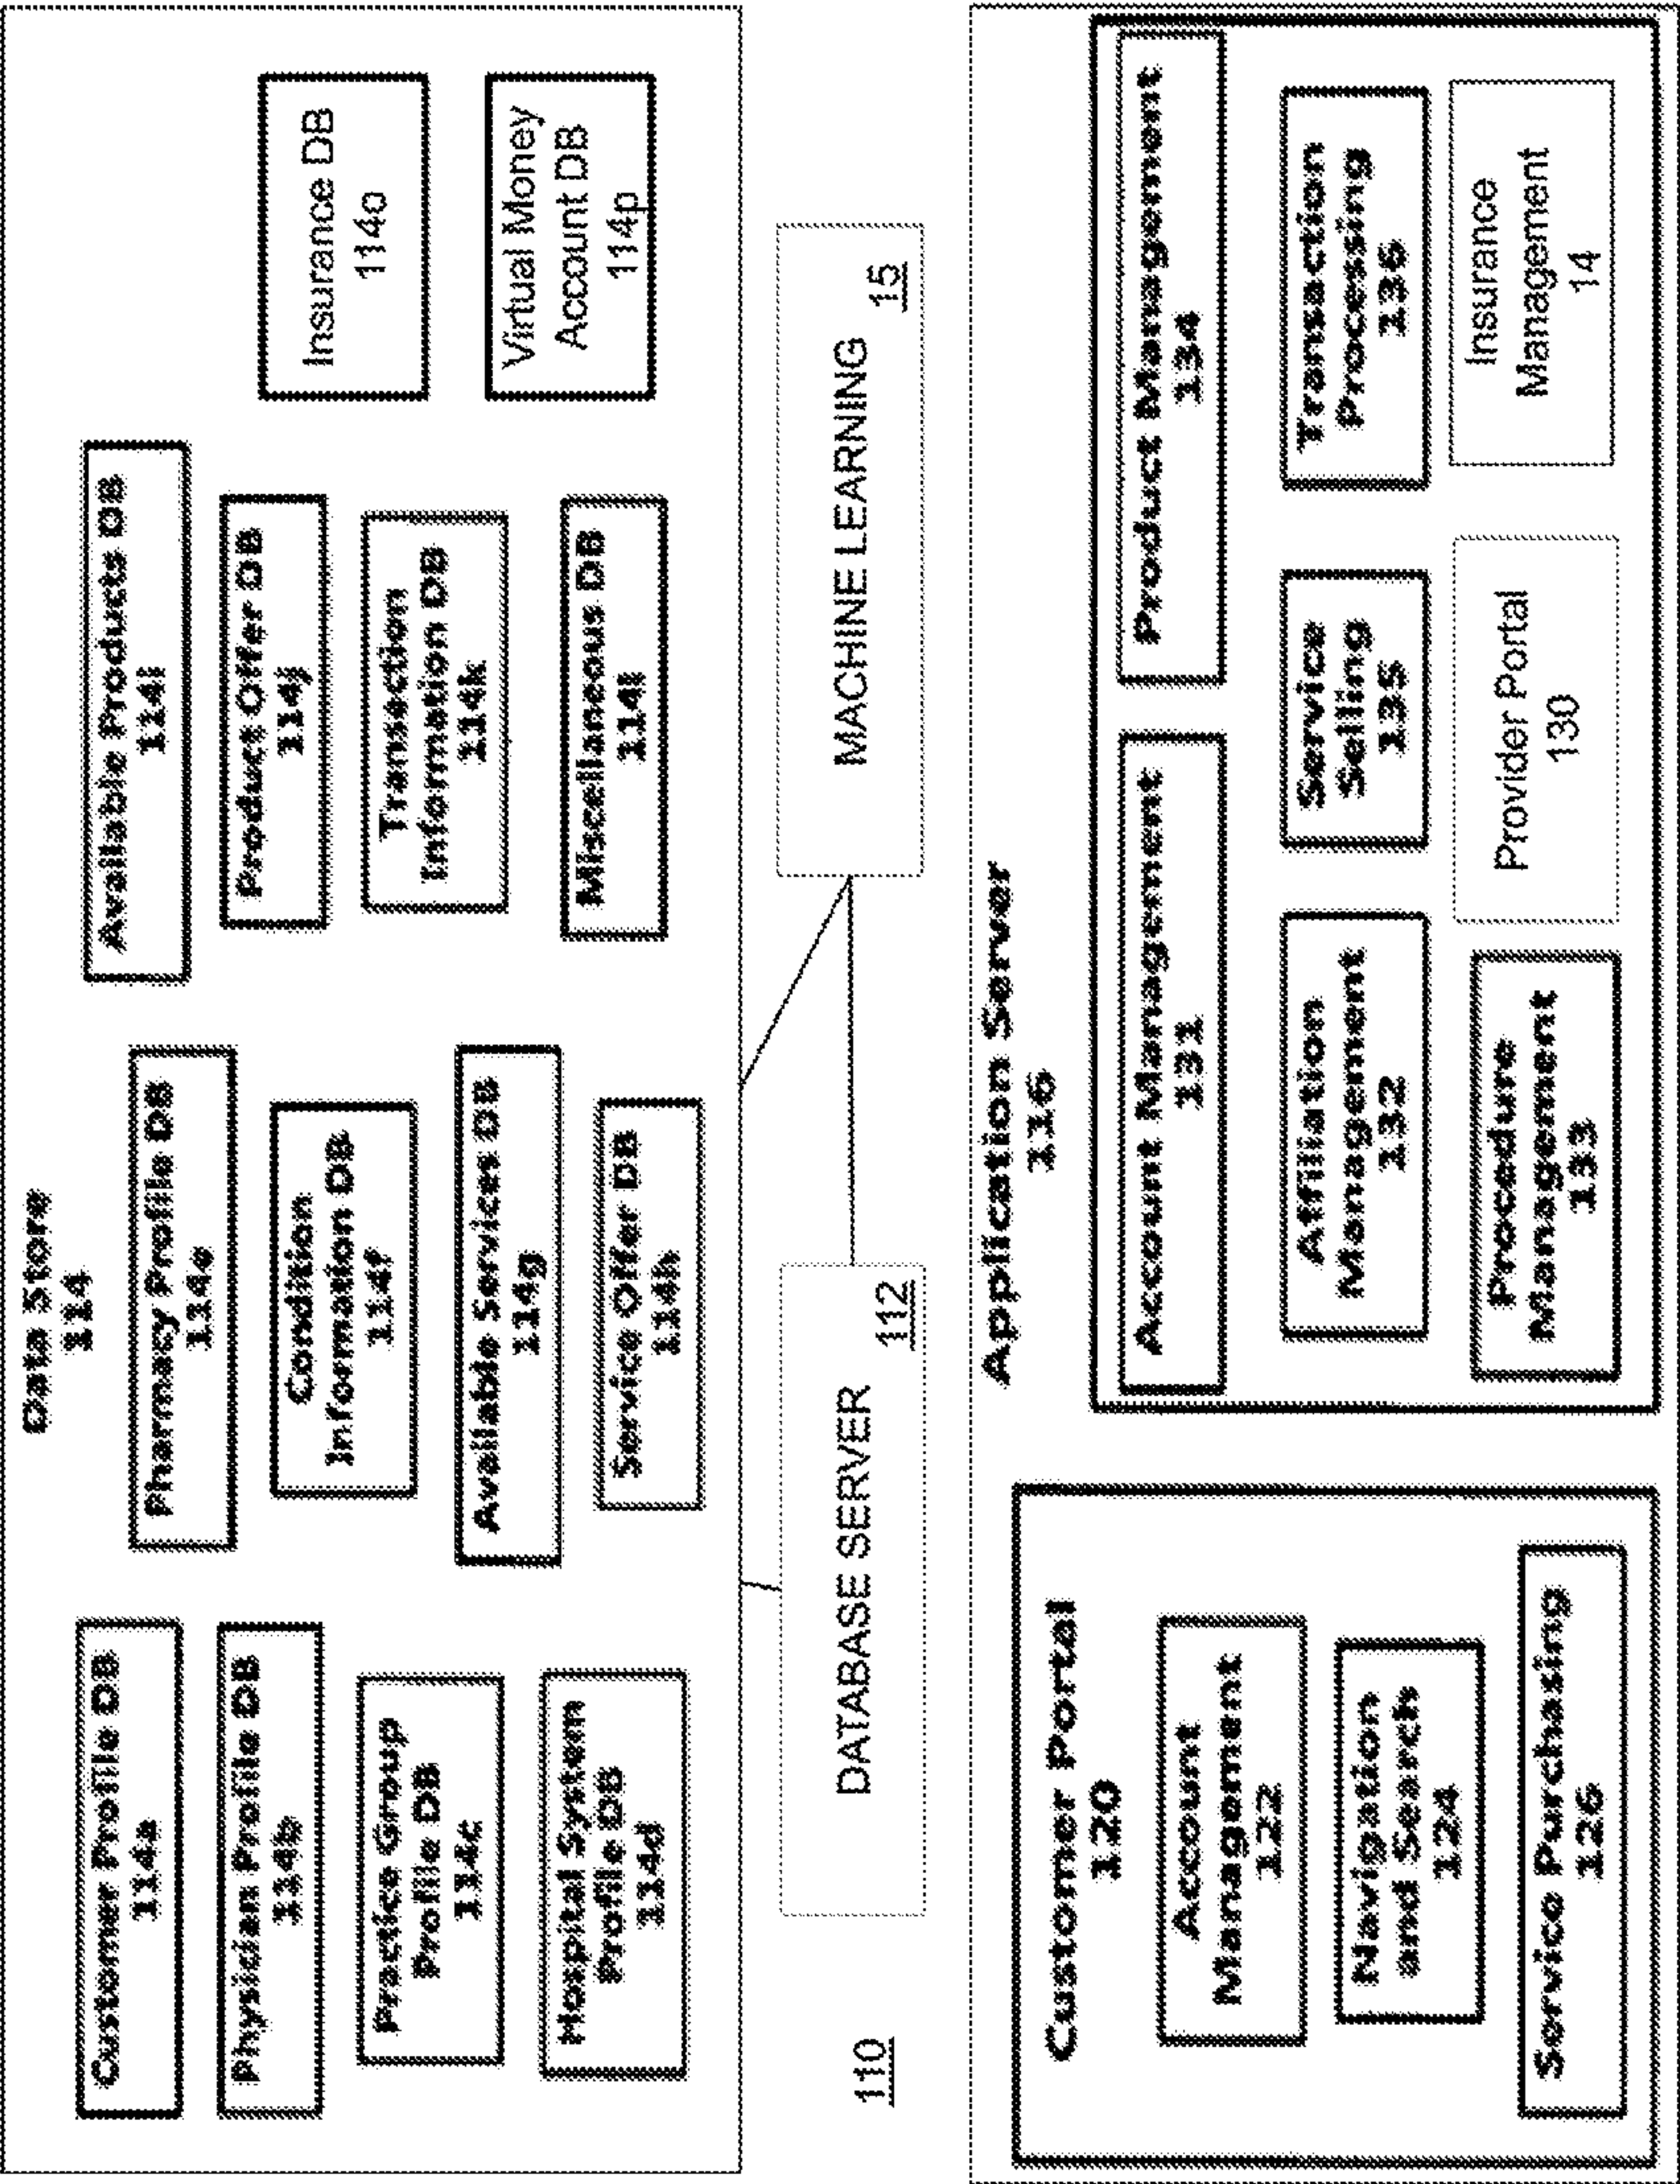 Data Store
114
Customer Profile DB
114a
Physician Profile DB
114b
Practice Group
Profile DB
114c
Hospital System
Profile DB
114d
Pharmacy Profile DB
114e
Condition
Information DB
114f
Available Services DB
114g
Service Offer DB
114h
Available Products DB
114i
Product Offer DB
114j
Transection
Information DB
114k
Miscellaneous DB
114l
Insurance DB
114o
Virtual Money
Account DB
114p
110
DATABASE SERVER
112
MACHINE LEARNING
15
Application Server
116
Customer Portal
120
Account
Management
122
Navigation
and Search
124
Service Purchasing
126
Account Management
131
Product Management
134
Affiliation
Management
132
Service
Selling
135
Transaction
Processing
136
Procedure
Management
133
Provider Portal
130
Insurance
Management
14